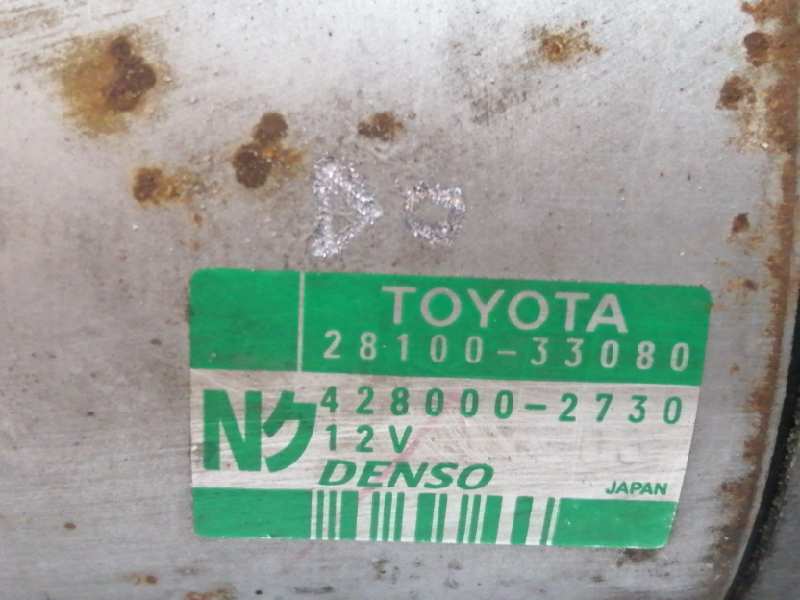 TOYOTA
28100-33080
Nク
428000-2730
12V
DENSO
JAPAN